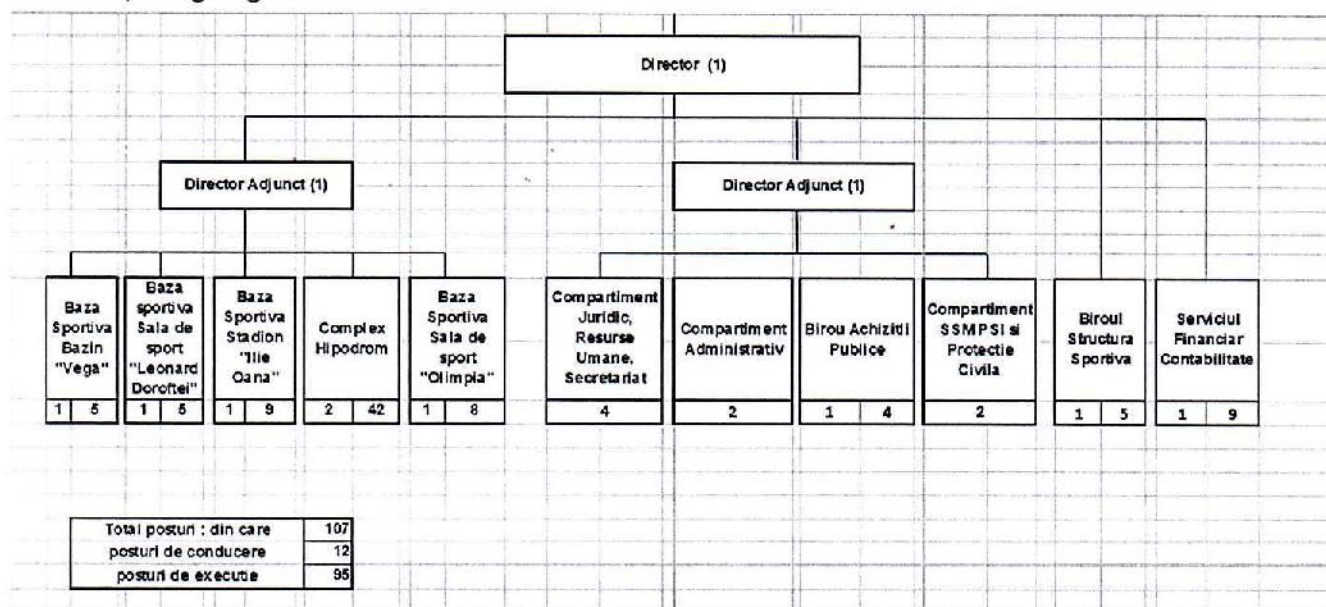 Director (1)
Director Adjunct (1)
Director Adjunct (1)
Baza
Sportiva
Bazin
"Vega"
1 5
Baza
sportiva
Sala de
sport
"Leonard
Doroftei"
1 5
Baza
Sportiva
Stadion
"Ilie
Oana"
1 9
Complex
Hipodrom
2 42
Baza
Sportiva
Sala de
sport
"Olimpia"
1 8
Compartiment
Juridic,
Resurse
Umane,
Secretariat
4
Compartiment
Administrativ
2
Birou Achizitii
Publice
1 4
Compartiment
SSMPSI si
Protectie
Civila
2
Biroul
Structura
Sportiva
1 5
Serviciul
Financiar
Contabilitate
1 9
Total posturi : din care 107
posturi de conducere 12
posturi de executie 95